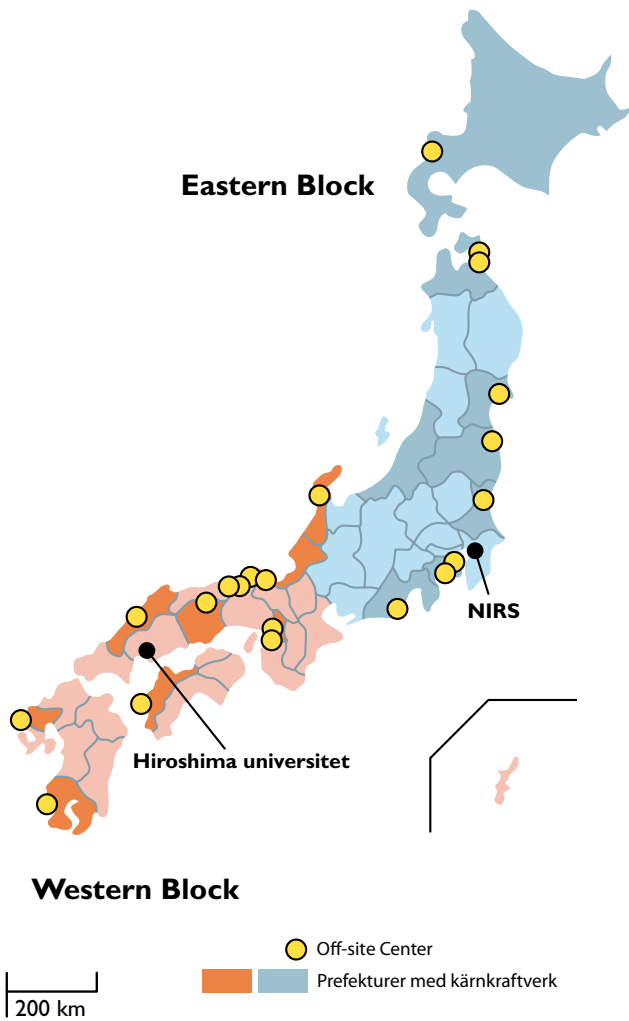 Eastern Block
NIRS
Hiroshima universitet
Western Block
Off-site Center
Prefekturer med kärnkraftverk
200 km